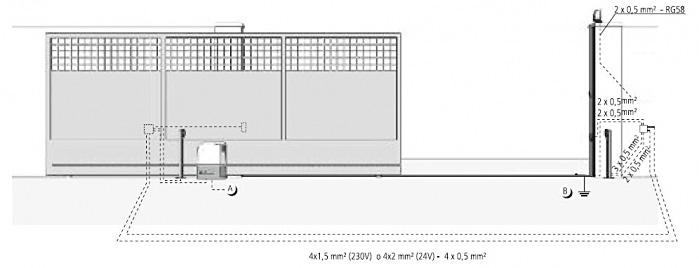 2 x 0,5 mm² - RG58
2 x 0,5 mm²
2 x 0,5 mm²
3 x 0,5 mm²
2 x 0,5 mm²
A
B
4x1,5 mm² (230V) o 4x2 mm² (24V) - 4 x 0,5 mm²